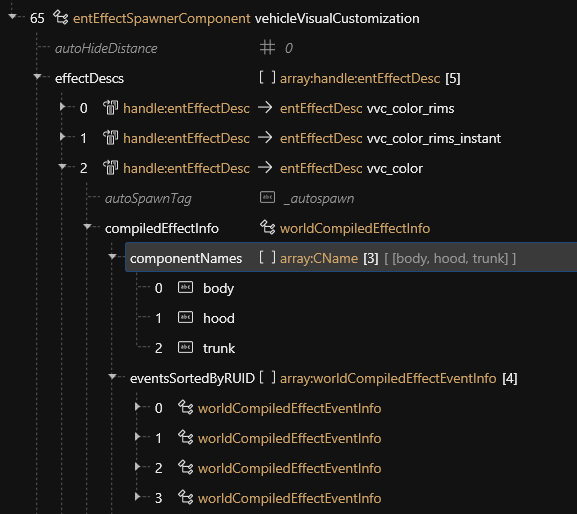 65 entEffectSpawnerComponent vehicleVisualCustomization
autoHideDistance 0
effectDescs [ ] array:handle:entEffectDesc [5]
0 handle:entEffectDesc → entEffectDesc vvc_color_rims
1 handle:entEffectDesc → entEffectDesc vvc_color_rims_instant
2 handle:entEffectDesc → entEffectDesc vvc_color
autoSpawnTag abc _autospawn
compiledEffectInfo worldCompiledEffectInfo
componentNames [ ] array:CName [3] [ [body, hood, trunk] ]
0 abc body
1 abc hood
2 abc trunk
eventsSortedByRUID [ ] array:worldCompiledEffectEventInfo [4]
0 worldCompiledEffectEventInfo
1 worldCompiledEffectEventInfo
2 worldCompiledEffectEventInfo
3 worldCompiledEffectEventInfo